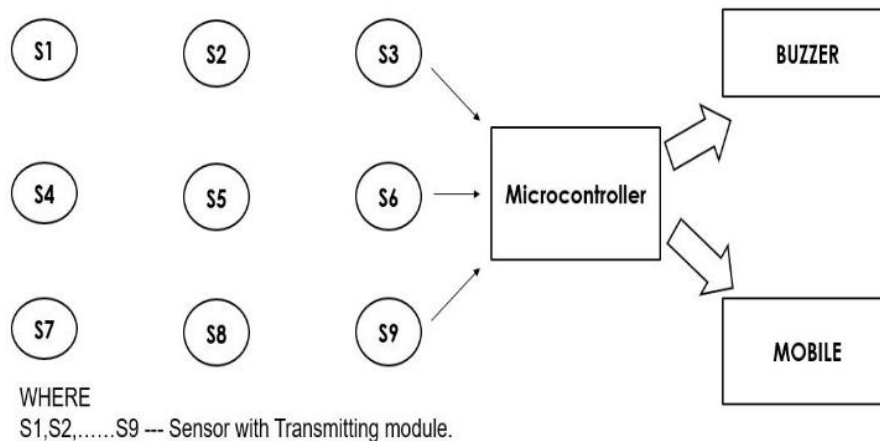 S1
S2
S3
BUZZER
S4
S5
S6
Microcontroller
S7
S8
S9
MOBILE
WHERE
S1,S2,......S9 --- Sensor with Transmitting module.